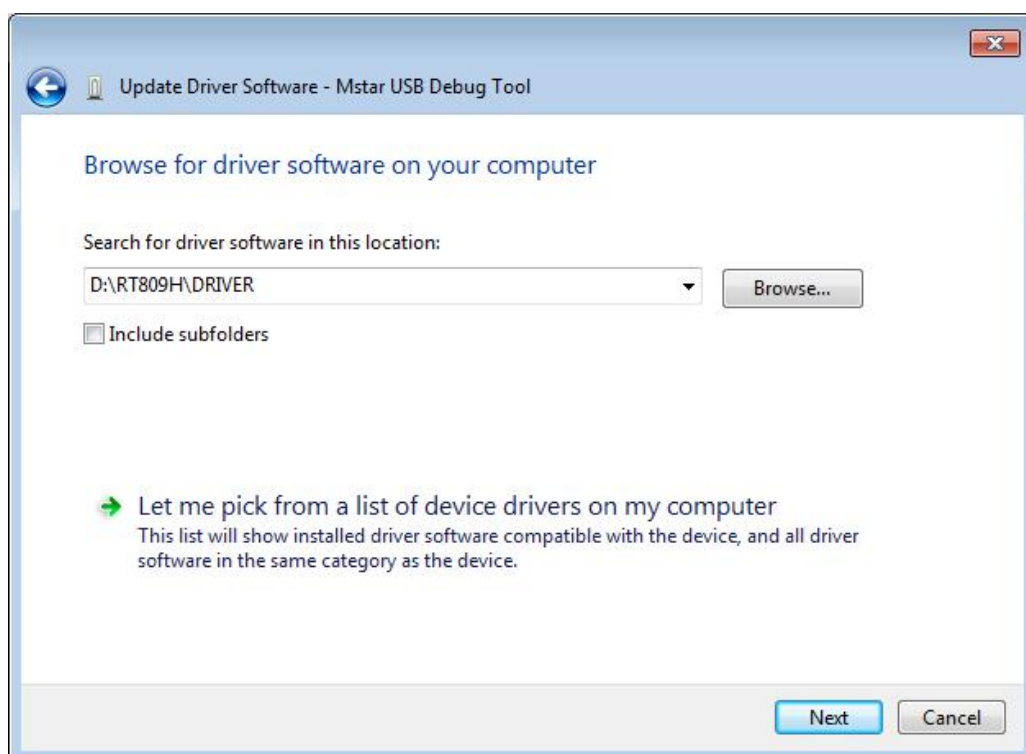 Update Driver Software - Mstar USB Debug Tool
Browse for driver software on your computer
Search for driver software in this location:
D:\RT809H\DRIVER
Browse...
Include subfolders
Let me pick from a list of device drivers on my computer
This list will show installed driver software compatible with the device, and all driver
software in the same category as the device.
Next
Cancel